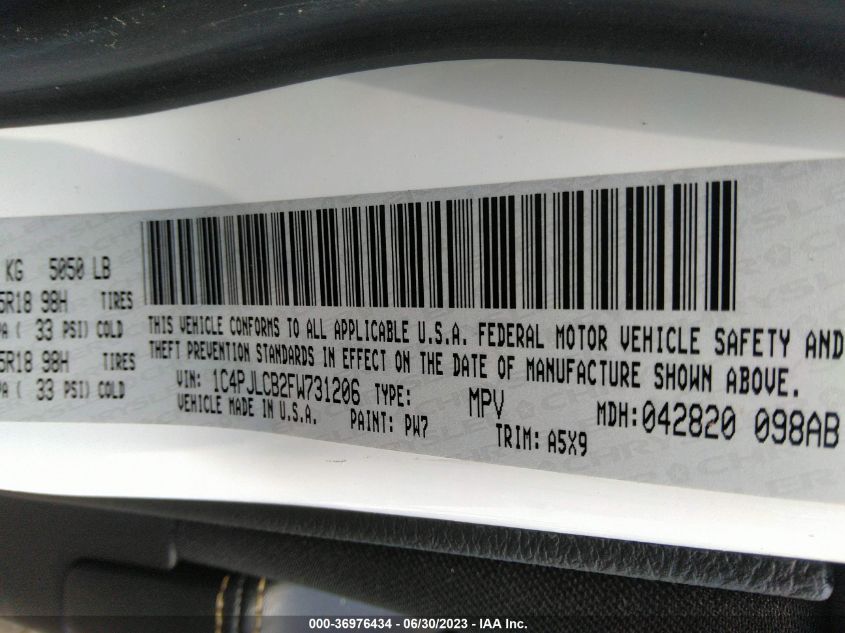 KG 5050 LB
5R18 98H TIRES
PA ( 33 PSI) COLD
5R18 98H TIRES
PA ( 33 PSI) COLD
THIS VEHICLE CONFORMS TO ALL APPLICABLE U.S.A. FEDERAL MOTOR VEHICLE SAFETY AND
THEFT PREVENTION STANDARDS IN EFFECT ON THE DATE OF MANUFACTURE SHOWN ABOVE.
VIN: 1C4PJLCB2FW731206 TYPE: MPV MDH: 042820 098AB
VEHICLE MADE IN U.S.A. PAINT: PW7 TRIM: A5X9
CHRYSLER
000-36976434 - 06/30/2023 - IAA Inc.